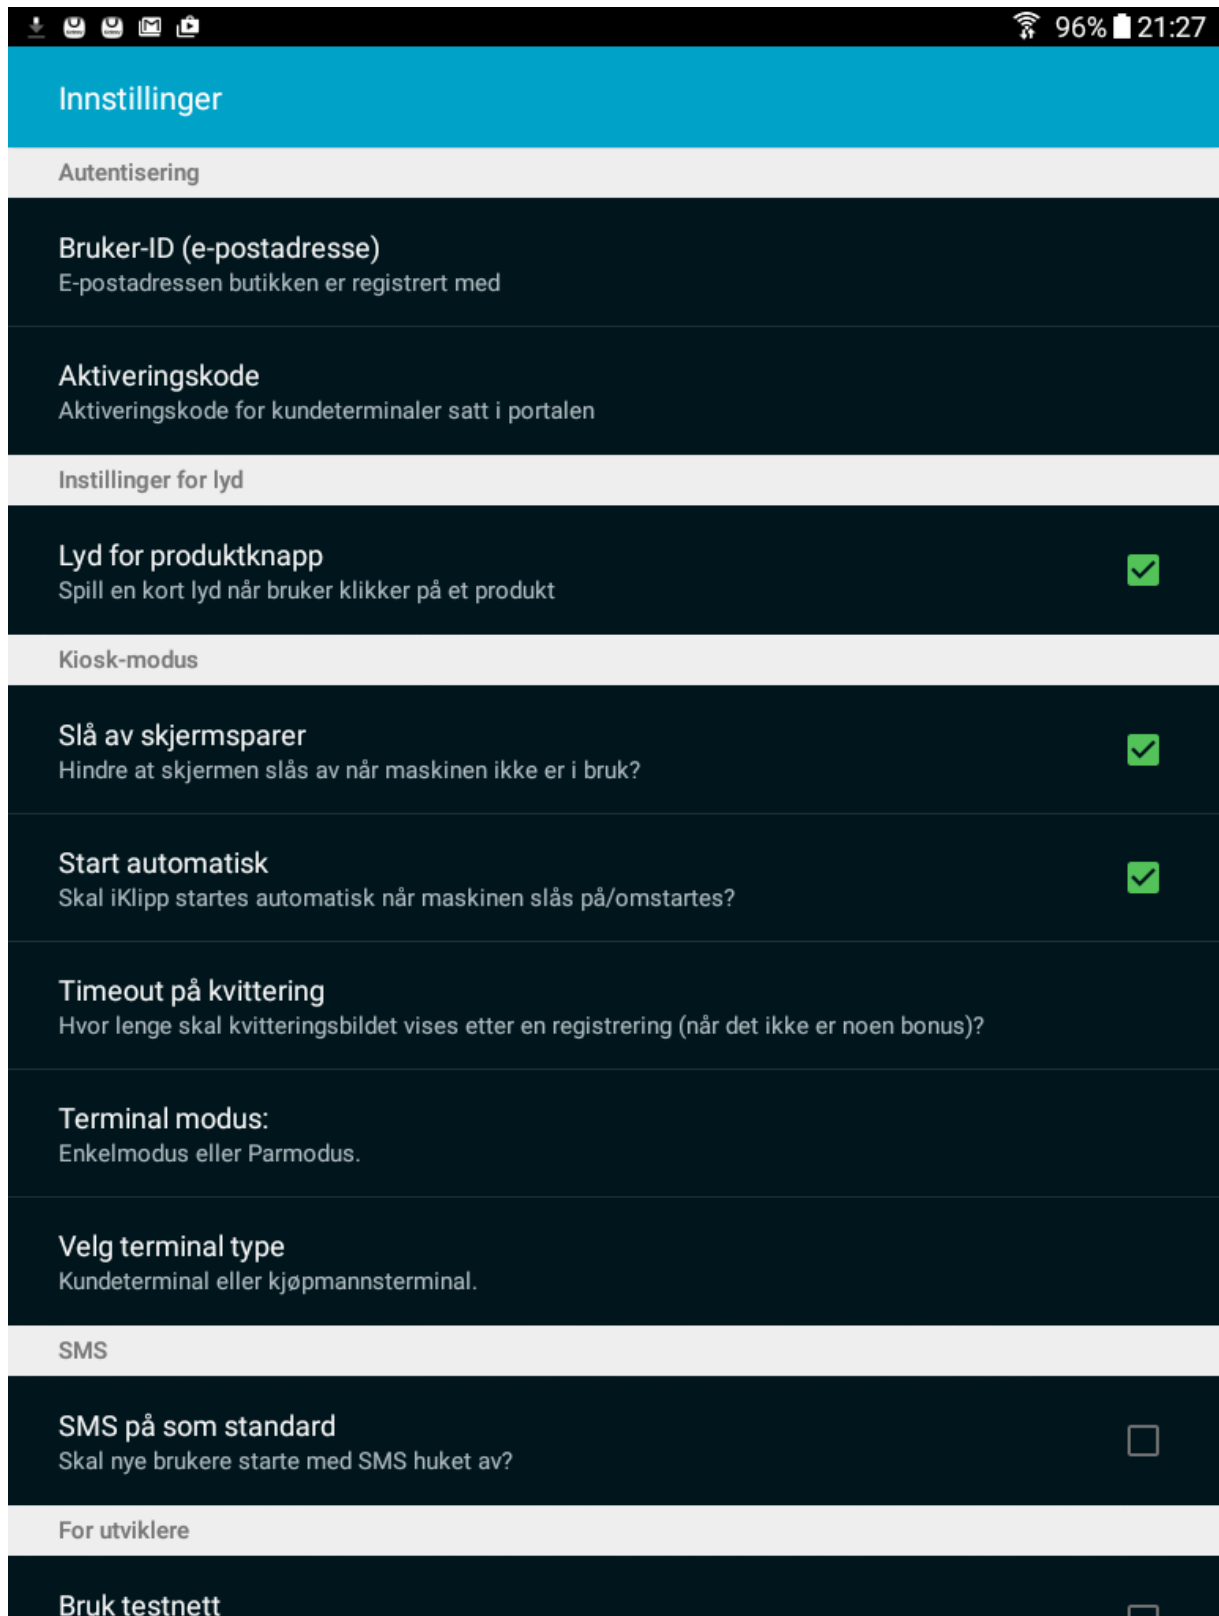 96% 21:27
Innstillinger
Autentisering
Bruker-ID (e-postadresse)
E-postadressen butikken er registrert med
Aktiveringskode
Aktiveringskode for kundeterminaler satt i portalen
Instillinger for lyd
Lyd for produktknapp
Spill en kort lyd når bruker klikker på et produkt
Kiosk-modus
Slå av skjermsparer
Hindre at skjermen slås av når maskinen ikke er i bruk?
Start automatisk
Skal iKlipp startes automatisk når maskinen slås på/omstartes?
Timeout på kvittering
Hvor lenge skal kvitteringsbildet vises etter en registrering (når det ikke er noen bonus)?
Terminal modus:
Enkelmodus eller Parmodus.
Velg terminal type
Kundeterminal eller kjøpmannsterminal.
SMS
SMS på som standard
Skal nye brukere starte med SMS huket av?
For utviklere
Bruk testnett